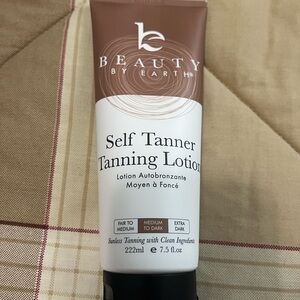 b
BEAUTY
BY EARTH
Self Tanner
Tanning Lotion
Lotion Autobronzante
Moyen à Foncé
FAIR TO MEDIUM
MEDIUM TO DARK
EXTRA DARK
Sunless Tanning with Clean Ingredients
222ml e 7.5 fl.oz